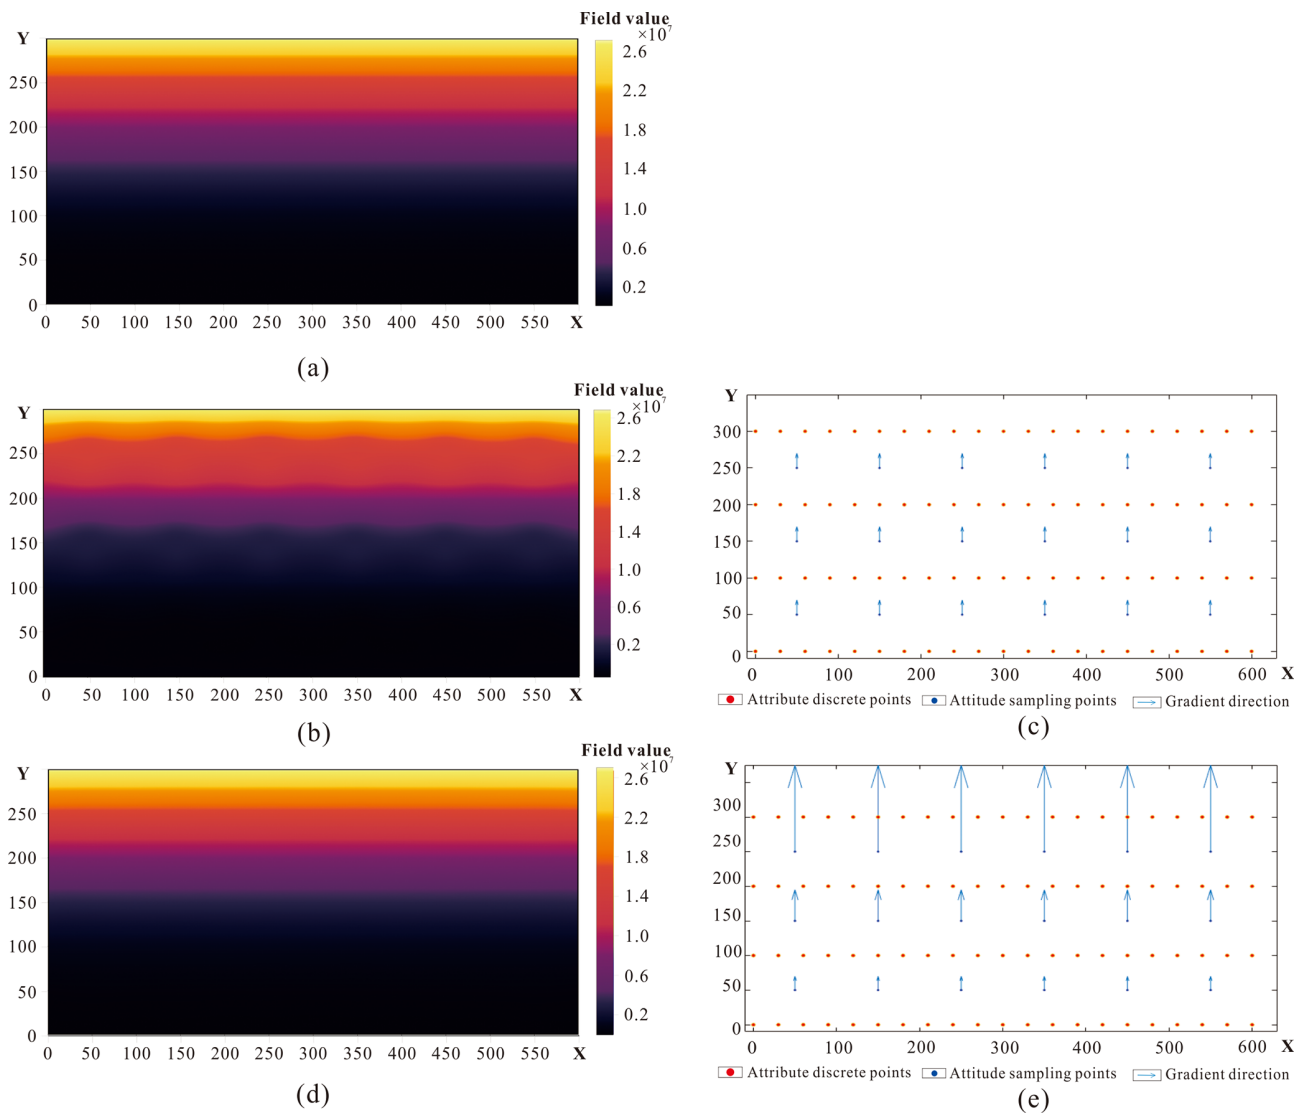 Field value
×10⁷
Y
2.6
250
2.2
200
1.8
150
1.4
100
1.0
50
0.6
0
0.2
0 50 100 150 200 250 300 350 400 450 500 550 X
(a)
Field value
×10⁷
Y
2.6
250
2.2
200
1.8
150
1.4
100
1.0
50
0.6
0
0.2
0 50 100 150 200 250 300 350 400 450 500 550 X
(b)
Y
300
250
200
150
100
50
0
0 100 200 300 400 500 600 X
Attribute discrete points Attitude sampling points Gradient direction
(c)
Field value
×10⁷
Y
2.6
250
2.2
200
1.8
150
1.4
100
1.0
50
0.6
0
0.2
0 50 100 150 200 250 300 350 400 450 500 550 X
(d)
Y
300
250
200
150
100
50
0
0 100 200 300 400 500 600 X
Attribute discrete points Attitude sampling points Gradient direction
(e)